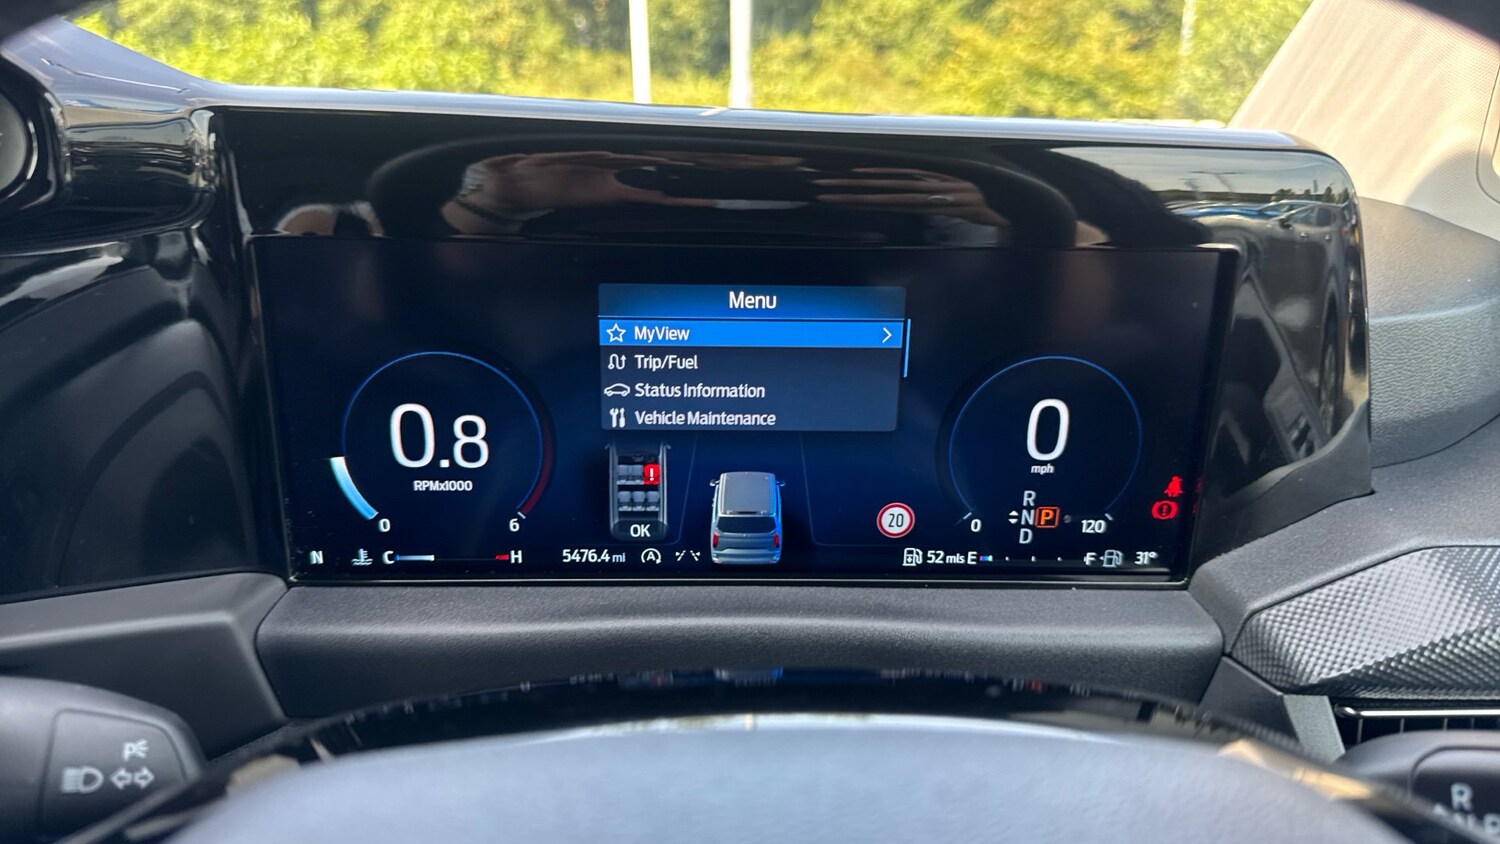 Menu
MyView
Trip/Fuel
Status Information
Vehicle Maintenance
0.8
RPMx1000
0
6
0
mph
0
120
R
N
D
P
!
OK
20
N
C
H
5476.4 mi
A
52 mls
E
F
31°
P
R
N